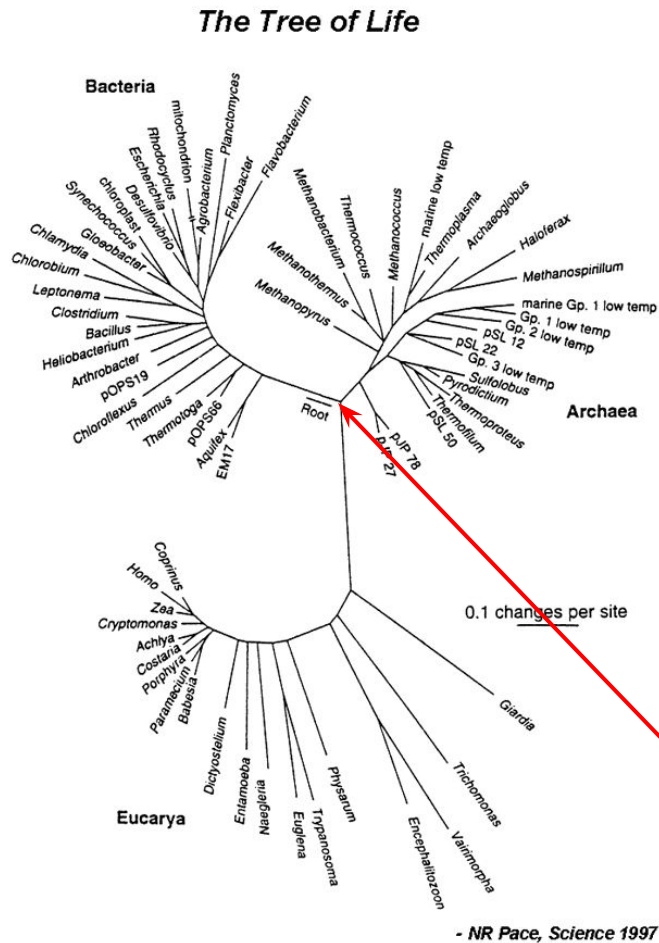 The Tree of Life
Bacteria
Planctomyces
mitochondrion
Rhodocyclus
Escherichia
Desulfovibrio
Agrobacterium
Flexibacter
Flavobacterium
chloroplast
Synechococcus
Gloeobacter
Chlamydia
Chlorobium
Leptonema
Clostridium
Bacillus
Heliobacterium
Arthrobacter
pOPS19
Chloroflexus
Thermus
Thermotoga
pOPS66
Aquifex
EM17
Root
Methanopyrus
Methanothermus
Methanobacterium
Thermococcus
Methanococcus
marine low temp
Thermoplasma
Archaeoglobus
Haloferax
Methanospirillum
marine Gp. 1 low temp
Gp. 1 low temp
Gp. 2 low temp
pSL 12
pSL 22
Gp. 3 low temp
Sulfolobus
Pyrodictium
Thermoproteus
Thermofilum
pSL 50
pJP 78
pJP 27
Archaea
0.1 changes per site
Coprinus
Homo
Zea
Cryptomonas
Achlya
Costaria
Porphyra
Paramecium
Babesia
Dictyostelium
Entamoeba
Naegleria
Euglena
Trypanosoma
Physarum
Encephalitozoon
Vairimorpha
Trichomonas
Giardia
Eucarya
- NR Pace, Science 1997